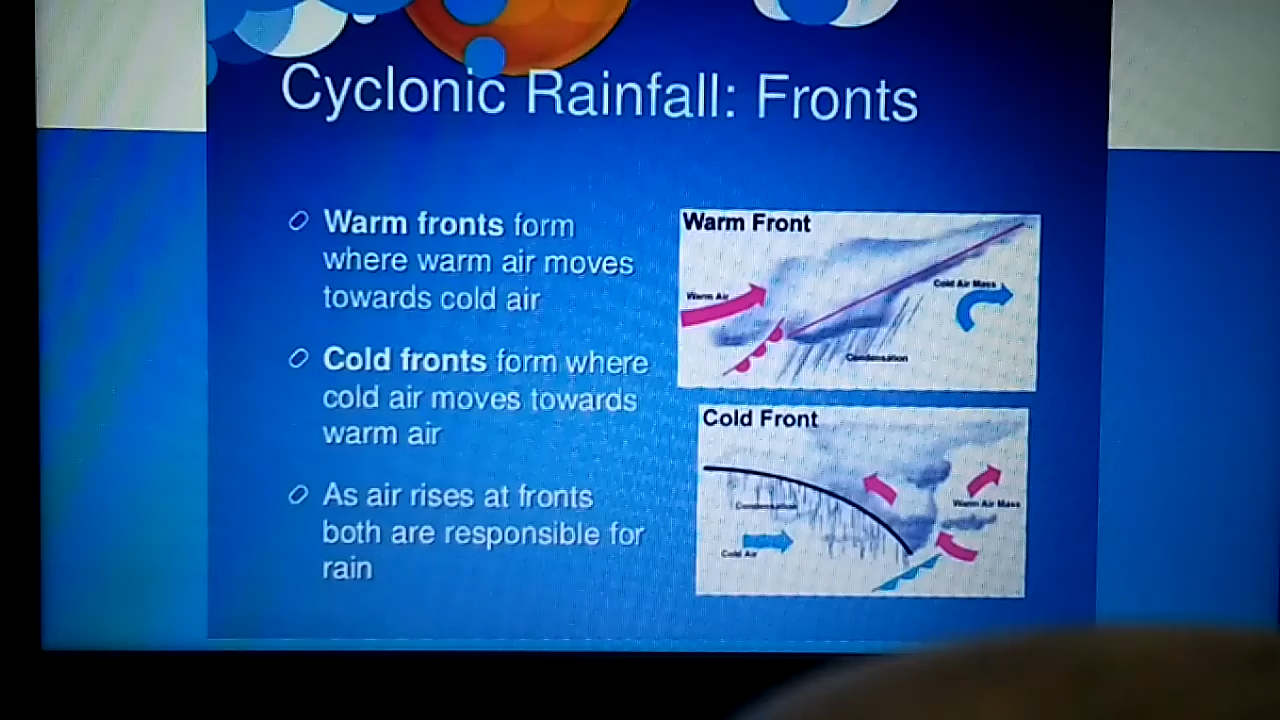 Cyclonic Rainfall: Fronts
Warm fronts form
where warm air moves
towards cold air
Cold fronts form where
cold air moves towards
warm air
As air rises at fronts
both are responsible for
rain
Warm Front
Warm Air
Cold Air Mass
Condensation
Cold Front
Condensation
Warm Air Mass
Cold Air